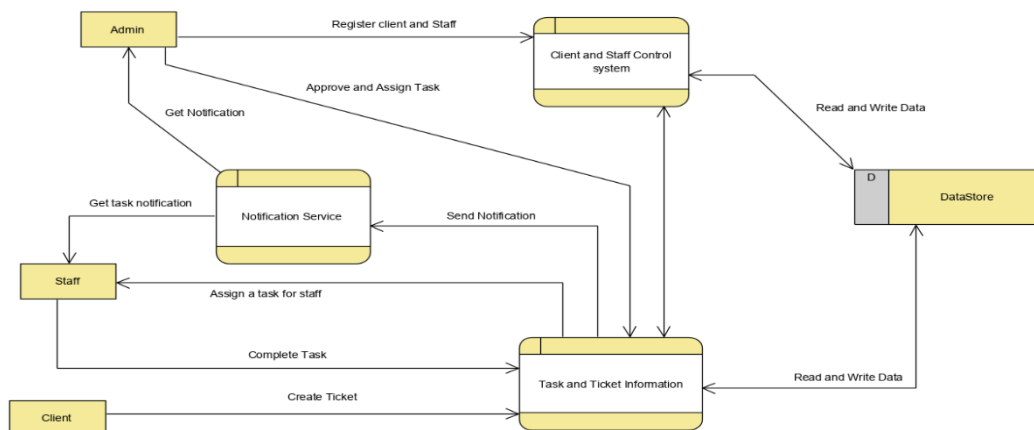 Admin
Register client and Staff
Client and Staff Control
system
Approve and Assign Task
Get Notification
Read and Write Data
D
DataStore
Get task notification
Notification Service
Send Notification
Staff
Assign a task for staff
Complete Task
Task and Ticket Information
Read and Write Data
Create Ticket
Client